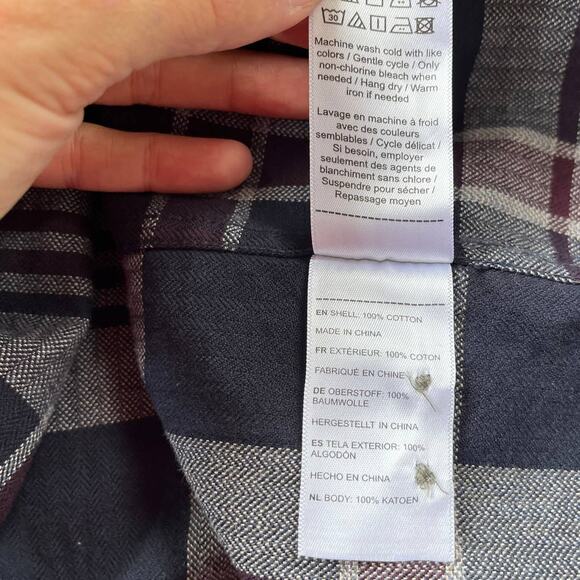 30
Machine wash cold with like
colors / Gentle cycle / Only
non-chlorine bleach when
needed / Hang dry / Warm
iron if needed
Lavage en machine à froid
avec des couleurs
semblables / Cycle délicat /
Si besoin, employer
seulement des agents de
blanchiment sans chlore /
Suspendre pour sécher /
Repassage moyen
EN SHELL: 100% COTTON
MADE IN CHINA
FR EXTÉRIEUR: 100% COTON
FABRIQUÉ EN CHINE
DE OBERSTOFF: 100%
BAUMWOLLE
HERGESTELLT IN CHINA
ES TELA EXTERIOR: 100%
ALGODÓN
HECHO EN CHINA
NL BODY: 100% KATOEN